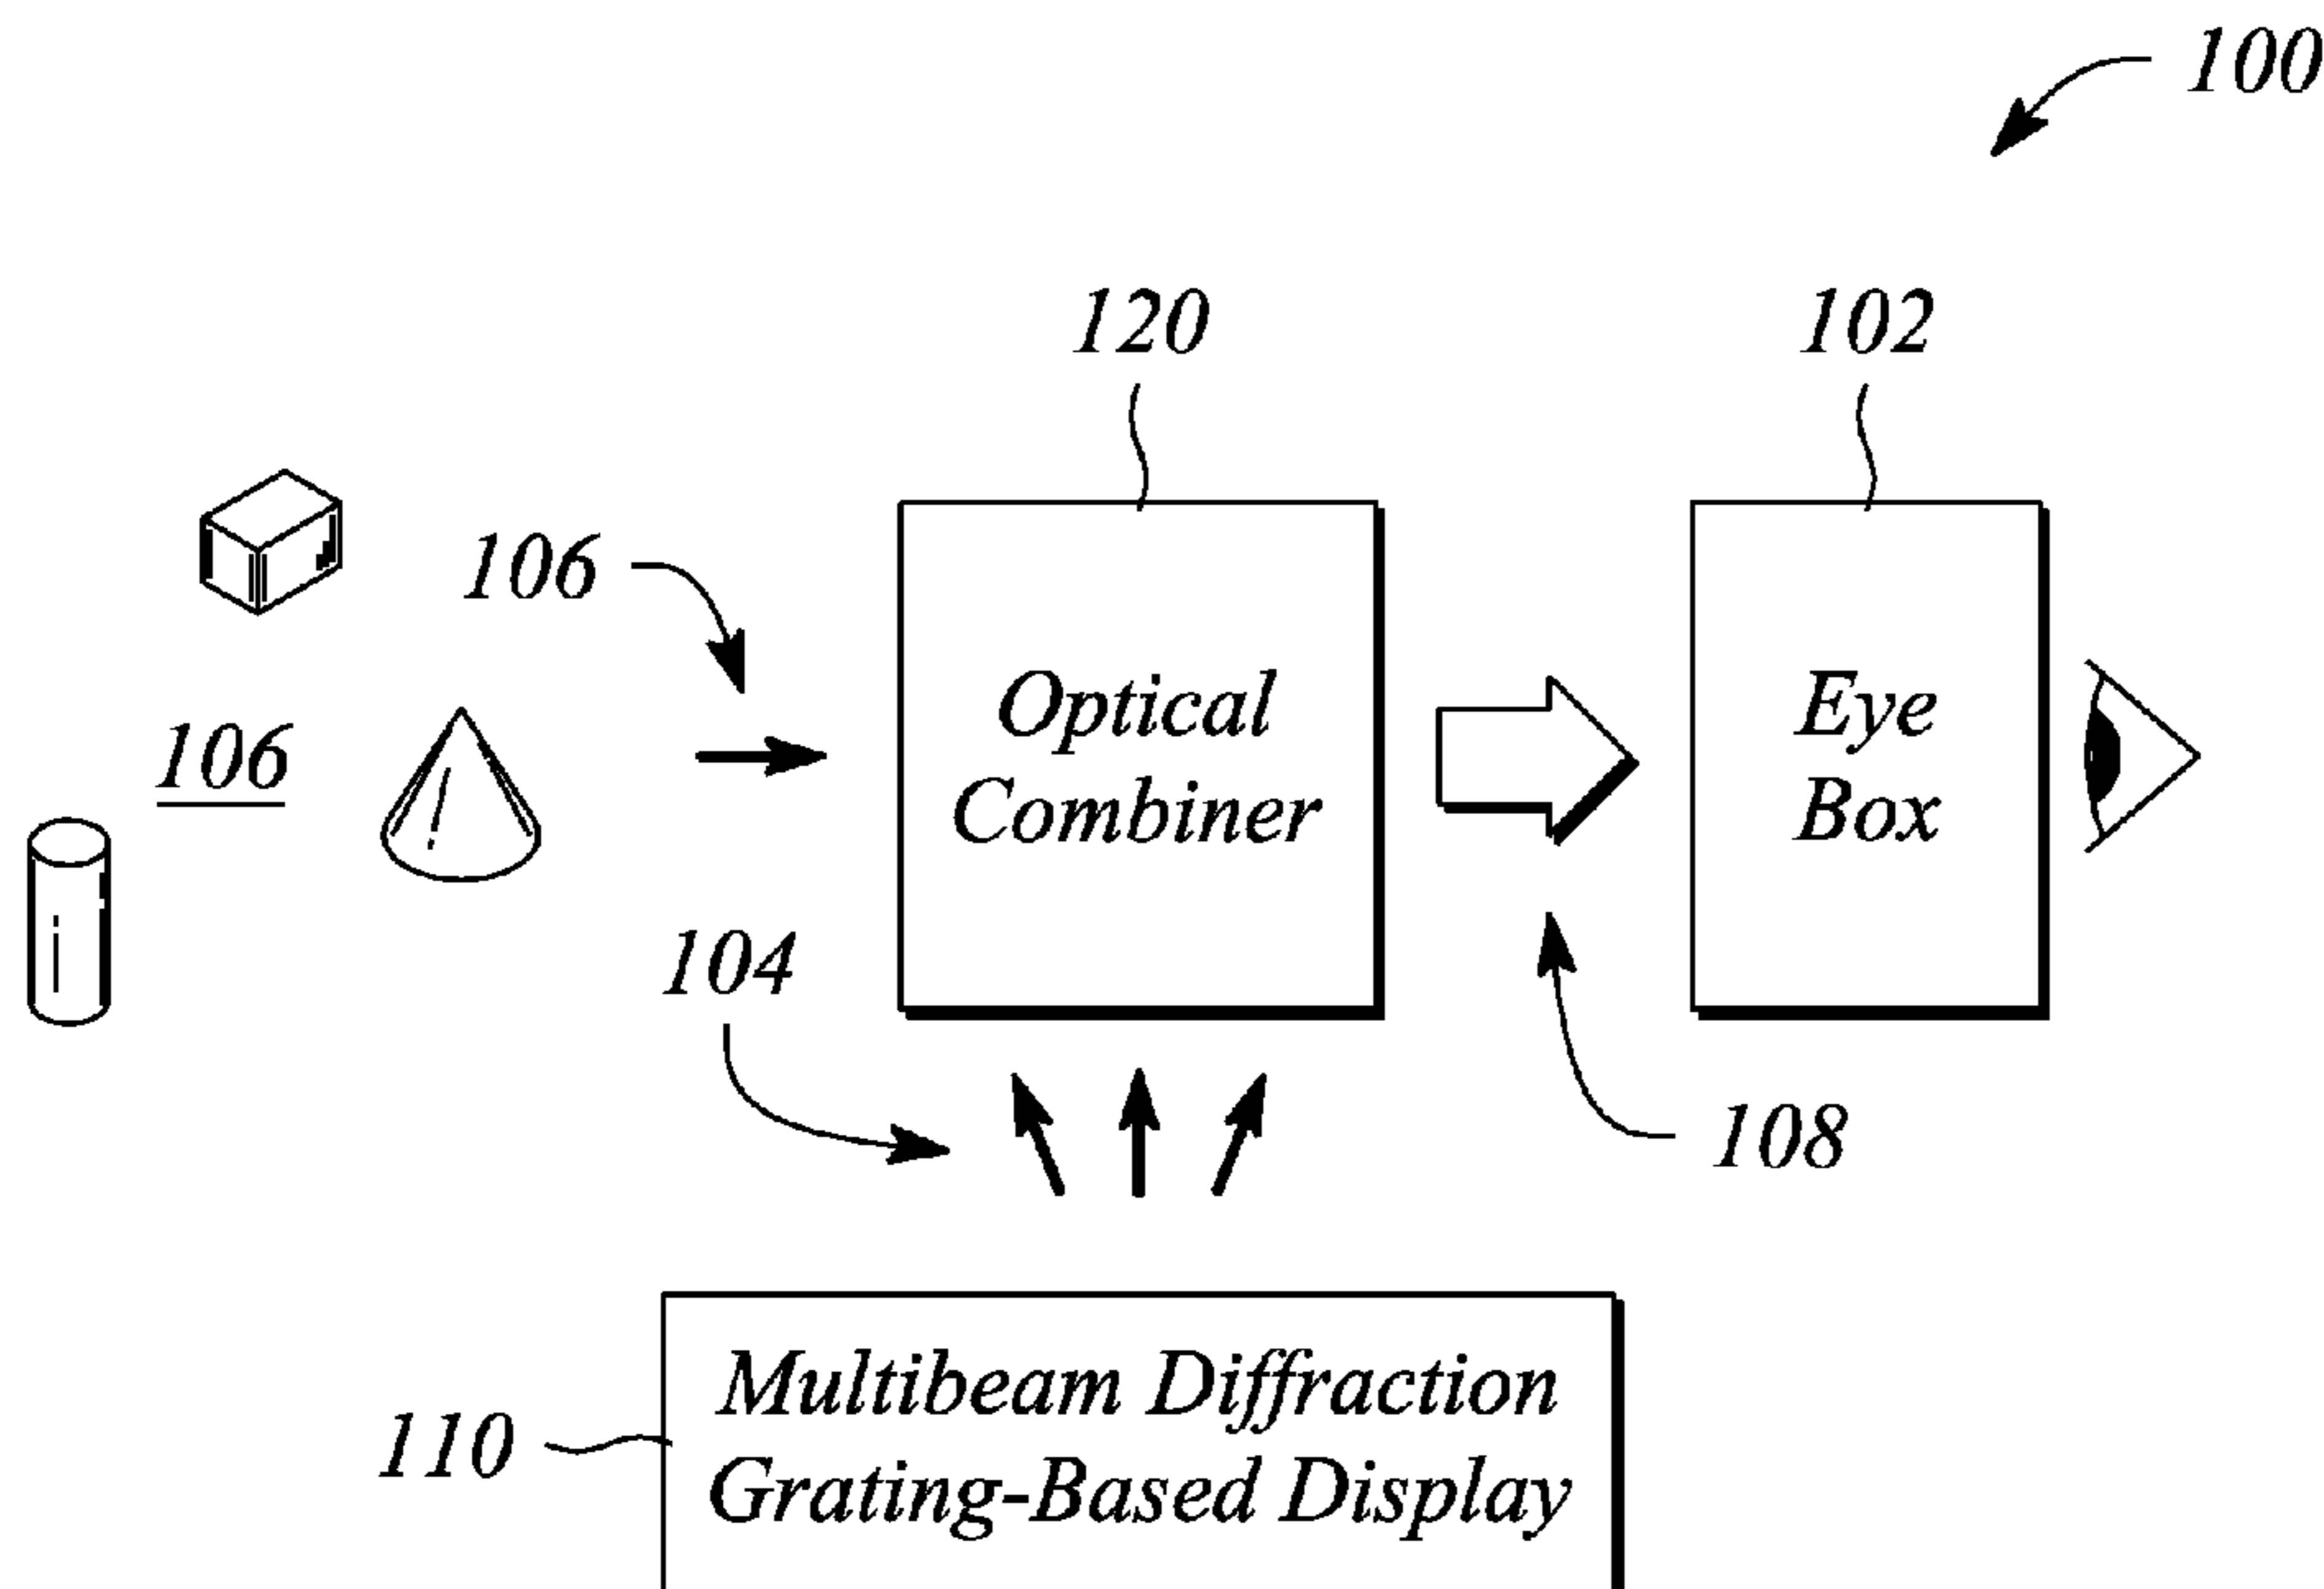 100
120
102
106
Optical
Combiner
Eye
Box
106
104
108
110
Multibeam Diffraction
Grating-Based Display